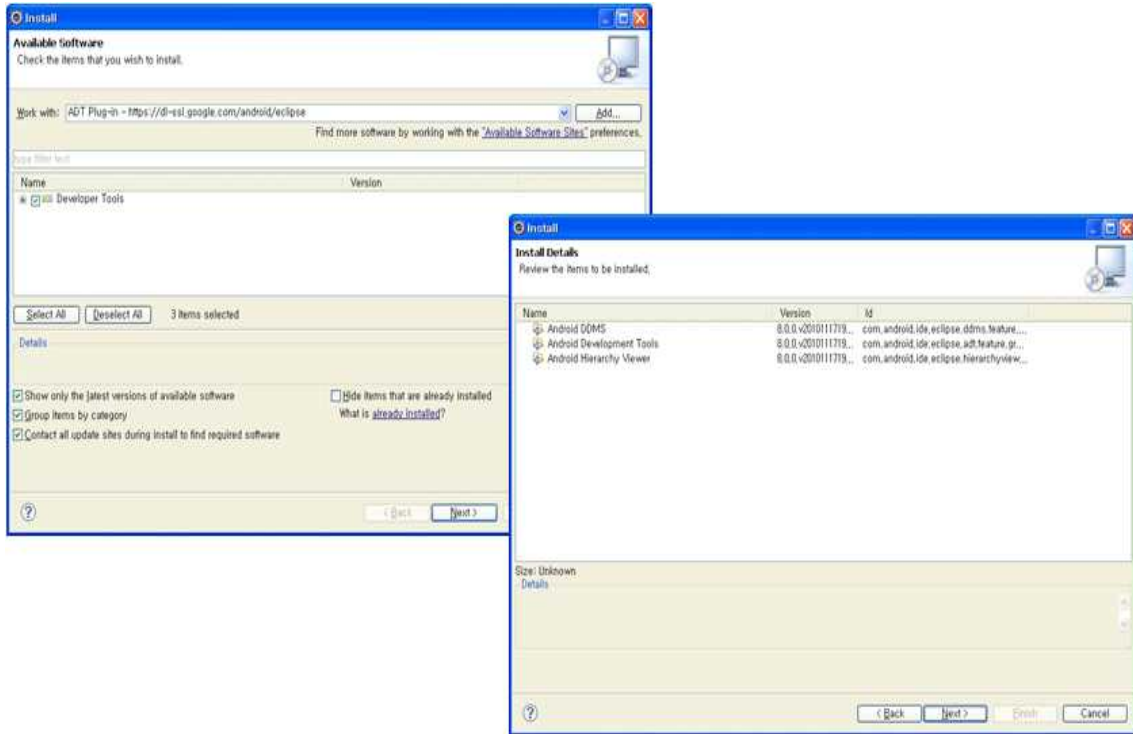 Install
Available Software
Check the items that you wish to install.
Work with: ADT Plug-in - https://dl-ssl.google.com/android/eclipse
Add...
Find more software by working with the "Available Software Sites" preferences.
type filter text
Name Version
Developer Tools
Select All Deselect All 3 items selected
Details
Show only the latest versions of available software
Hide items that are already installed
Group items by category
What is already installed?
Contact all update sites during install to find required software
< Back Next >
Install
Install Details
Review the items to be installed.
Name Version Id
Android DDMS 8.0.0.v2010111719... com.android.ide.eclipse.ddms.feature....
Android Development Tools 8.0.0.v2010111719... com.android.ide.eclipse.adt.feature.gr...
Android Hierarchy Viewer 8.0.0.v2010111719... com.android.ide.eclipse.hierarchyview...
Size: Unknown
Details
< Back Next > Finish Cancel